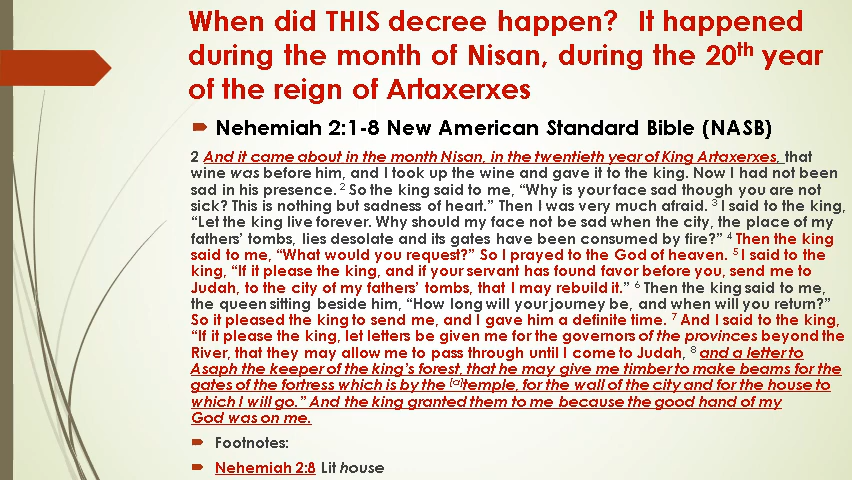 When did THIS decree happen?  It happened
during the month of Nisan, during the 20th year
of the reign of Artaxerxes
Nehemiah 2:1-8 New American Standard Bible (NASB)
2 And it came about in the month Nisan, in the twentieth year of King Artaxerxes, that
wine was before him, and I took up the wine and gave it to the king. Now I had not been
sad in his presence. 2 So the king said to me, “Why is your face sad though you are not
sick? This is nothing but sadness of heart.” Then I was very much afraid. 3 I said to the king,
“Let the king live forever. Why should my face not be sad when the city, the place of my
fathers’ tombs, lies desolate and its gates have been consumed by fire?” 4 Then the king
said to me, “What would you request?” So I prayed to the God of heaven. 5 I said to the
king, “If it please the king, and if your servant has found favor before you, send me to
Judah, to the city of my fathers’ tombs, that I may rebuild it.” 6 Then the king said to me,
the queen sitting beside him, “How long will your journey be, and when will you return?”
So it pleased the king to send me, and I gave him a definite time. 7 And I said to the king,
“If it please the king, let letters be given me for the governors of the provinces beyond the
River, that they may allow me to pass through until I come to Judah, 8 and a letter to
Asaph the keeper of the king’s forest, that he may give me timber to make beams for the
gates of the fortress which is by the [a]temple, for the wall of the city and for the house to
which I will go.” And the king granted them to me because the good hand of my
God was on me.
Footnotes:
Nehemiah 2:8 Lit house